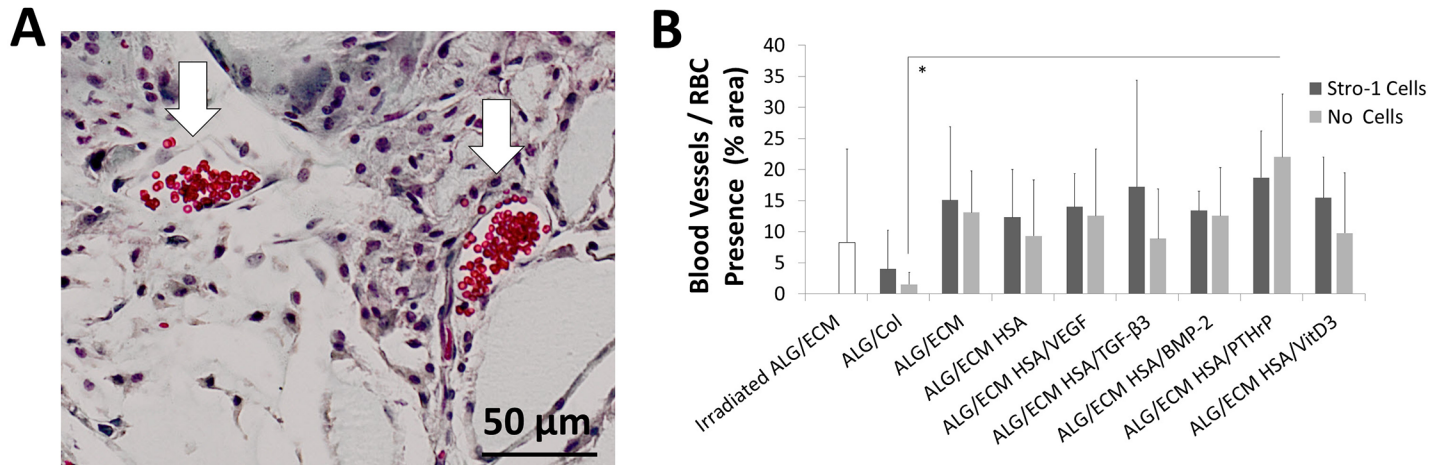 A
50 µm
B
Blood Vessels / RBC
Presence (% area)
40
35
30
25
20
15
10
5
0
*
Stro-1 Cells
No Cells
Irradiated ALG/ECM
ALG/Col
ALG/ECM
ALG/ECM HSA
ALG/ECM HSA/VEGF
ALG/ECM HSA/TGF-β3
ALG/ECM HSA/BMP-2
ALG/ECM HSA/PTHrP
ALG/ECM HSA/VitD3